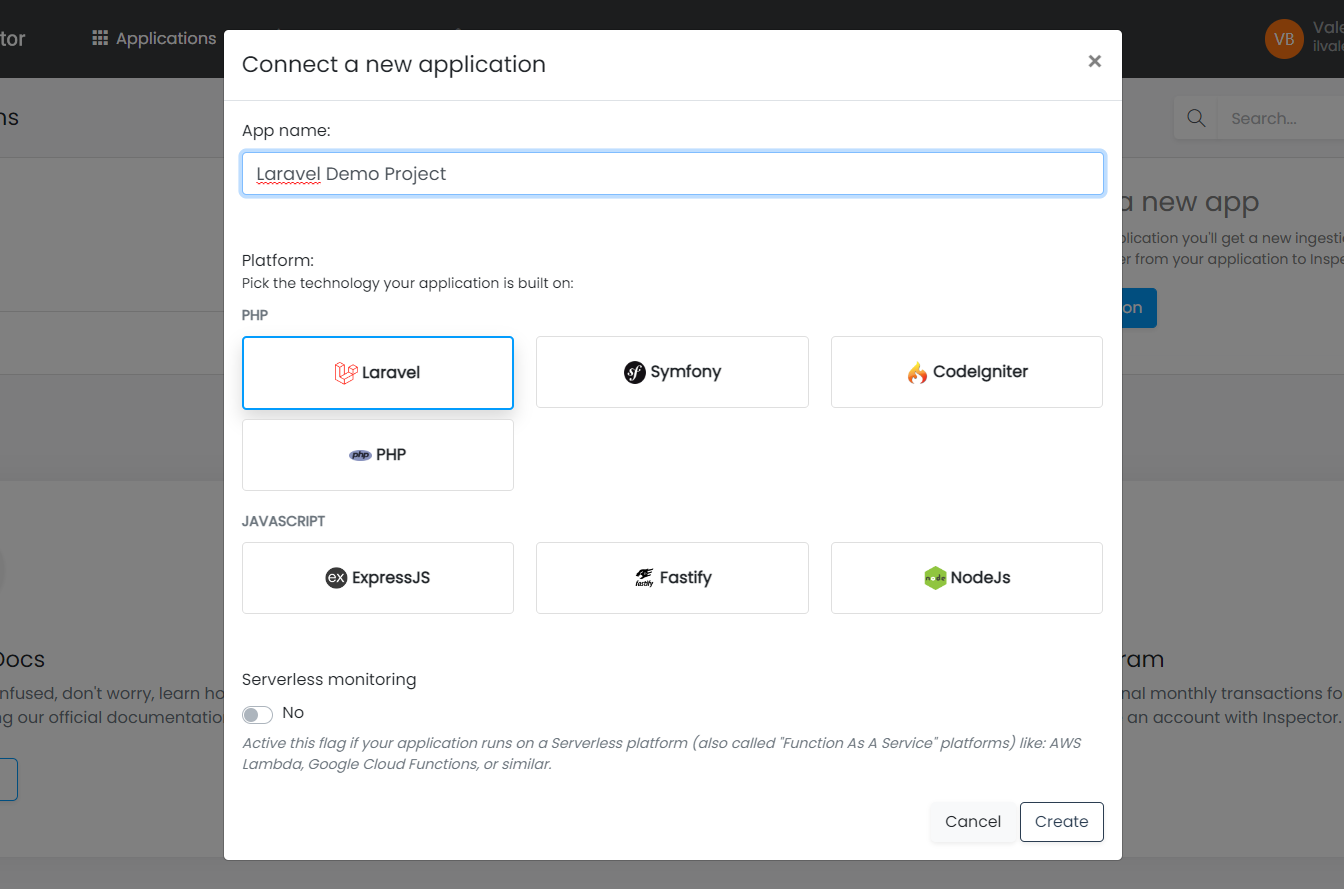 tor
Applications
VB
Vale
ilvale
Connect a new application
×
ns
Search...
App name:
Laravel Demo Project
a new app
plication you'll get a new ingesti
er from your application to Inspe
on
Platform:
Pick the technology your application is built on:
PHP
Laravel
sf Symfony
CodeIgniter
php PHP
JAVASCRIPT
ex ExpressJS
fastify Fastify
node NodeJs
Docs
nfused, don't worry, learn ho
ng our official documentatio
ram
nal monthly transactions fo
an account with Inspector.
Serverless monitoring
No
Active this flag if your application runs on a Serverless platform (also called "Function As A Service" platforms) like: AWS
Lambda, Google Cloud Functions, or similar.
Cancel
Create